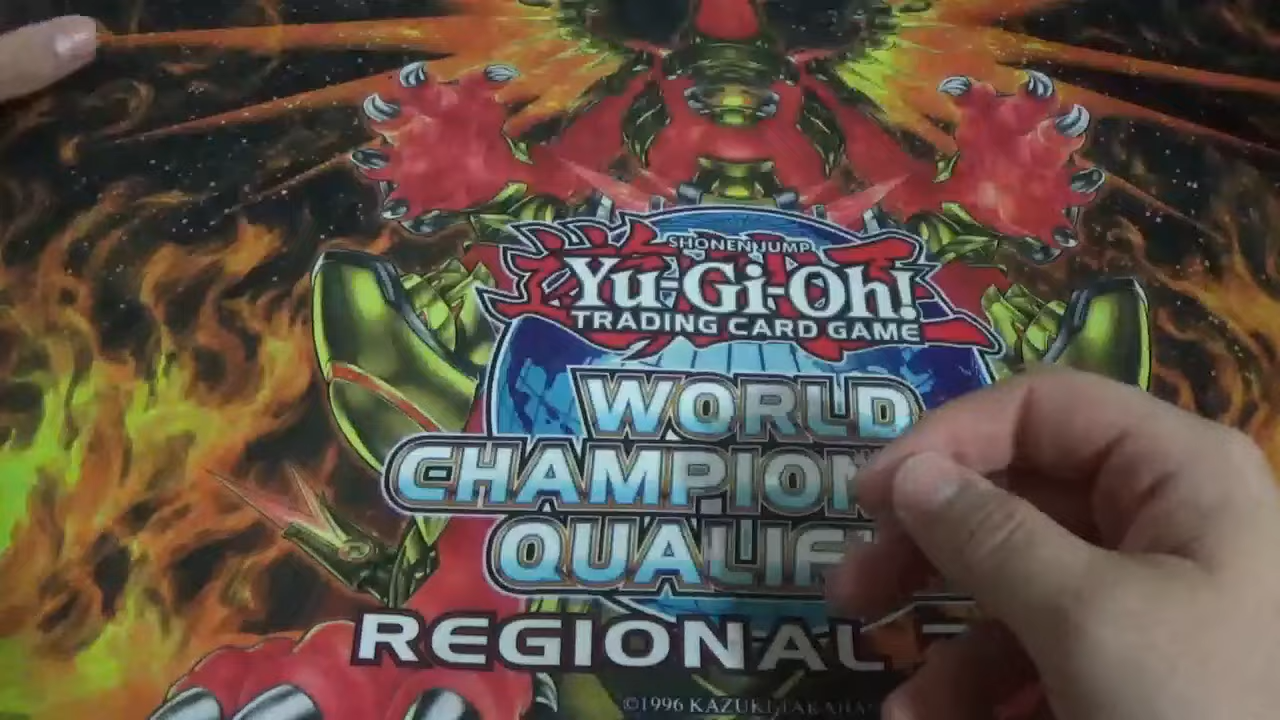 SHONEN JUMP
Yu-Gi-Oh!
TRADING CARD GAME
WORLD
CHAMPION
QUALIF
REGIONAL
©1996 KAZUKI TAKAHA